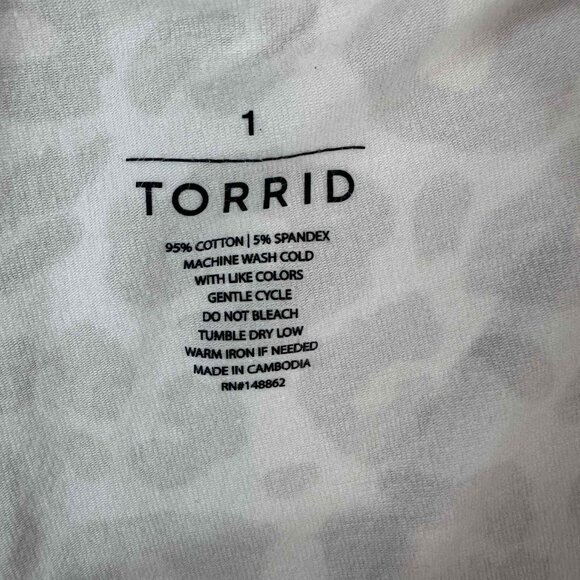 1
TORRID
95% COTTON | 5% SPANDEX
MACHINE WASH COLD
WITH LIKE COLORS
GENTLE CYCLE
DO NOT BLEACH
TUMBLE DRY LOW
WARM IRON IF NEEDED
MADE IN CAMBODIA
RN#148862